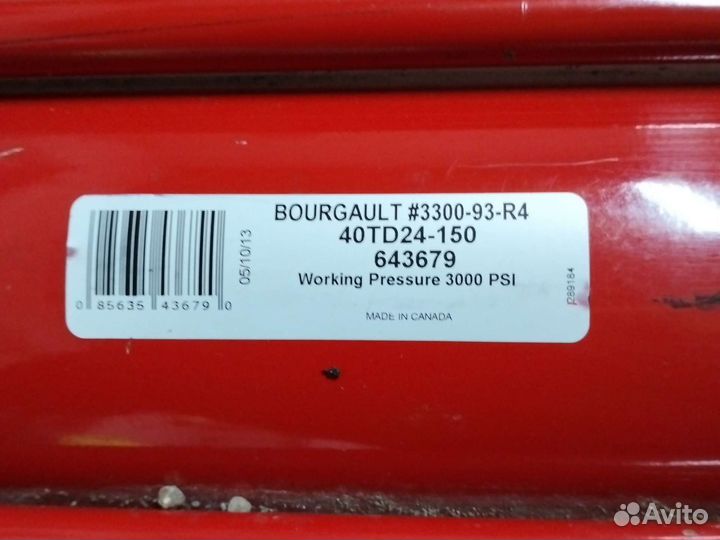 BOURGAULT #3300-93-R4
40TD24-150
643679
Working Pressure 3000 PSI
MADE IN CANADA
05/10/13
0 85635 43679 0
Avito